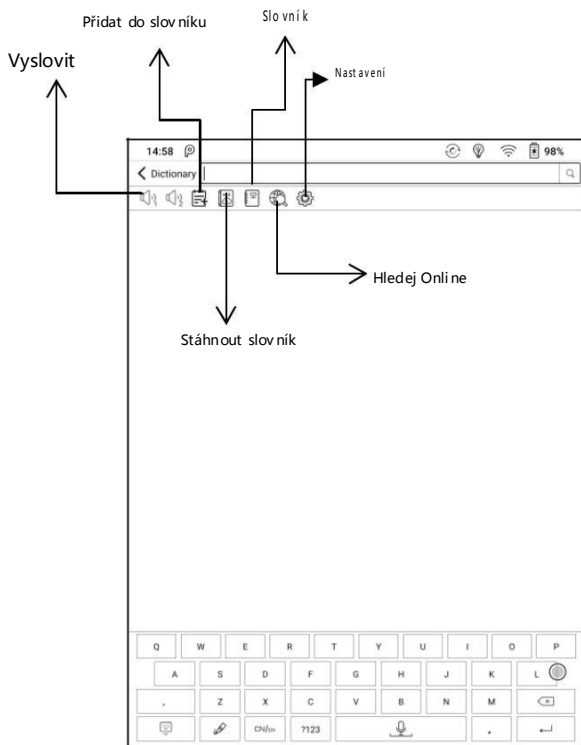 Slovník
Přidat do slovníku
Vyslovit
Nastavení
14:58 98%
Dictionary
Hledej Online
Stáhnout slovník
Q W E R T Y U I O P
A S D F G H J K L
, Z X C V B N M
CN/EN ?123 .